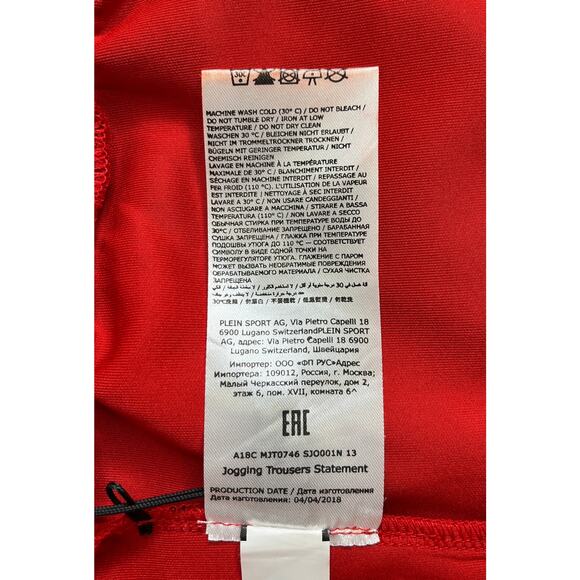 30C
MACHINE WASH COLD (30° C) / DO NOT BLEACH /
DO NOT TUMBLE DRY / IRON AT LOW
TEMPERATURE / DO NOT DRY CLEAN
WASCHEN 30 °C / BLEICHEN NICHT ERLAUBT /
NICHT IM TROMMELTROCKNER TROCKNEN /
BÜGELN MIT GERINGER TEMPERATUR / NICHT
CHEMISCH REINIGEN
LAVAGE EN MACHINE À LA TEMPÉRATURE
MAXIMALE DE 30°C / BLANCHIMENT INTERDIT /
SÉCHAGE EN MACHINE INTERDIT / REPASSAGE AU
FER FROID (110 °C). L'UTILISATION DE LA VAPEUR
EST INTERDITE / NETTOYAGE À SEC INTERDIT
LAVARE A 30° C / NON USARE CANDEGGIANTI /
NON ASCIUGARE A MACCHINA / STIRARE A BASSA
TEMPERATURA (110°C) / NON LAVARE A SECCO
ОБЫЧНАЯ СТИРКА ПРИ ТЕМПЕРАТУРЕ ВОДЫ ДО
30°C / ОТБЕЛИВАНИЕ ЗАПРЕЩЕНО / БАРАБАННАЯ
СУШКА ЗАПРЕЩЕНА / ГЛАЖКА ПРИ ТЕМПЕРАТУРЕ
ПОДОШВЫ УТЮГА ДО 110 °C — СООТВЕТСТВУЕТ
СИМВОЛУ В ВИДЕ ОДНОЙ ТОЧКИ НА
ТЕРМОРЕГУЛЯТОРЕ УТЮГА. ГЛАЖЕНИЕ С ПАРОМ
МОЖЕТ ВЫЗВАТЬ НЕОБРАТИМЫЕ ПОВРЕЖДЕНИЯ
ОБРАБАТЫВАЕМОГО МАТЕРИАЛА / СУХАЯ ЧИСТКА
ЗАПРЕЩЕНА
PLEIN SPORT AG, Via Pietro Capelli 18
6900 Lugano SwitzerlandPLEIN SPORT
AG, адрес: Via Pietro Capelli 18 6900
Lugano Switzerland, Швейцария
Импортер: ООО «ФП РУС»Адрес
Импортера: 109012, Россия, г. Москва;
Малый Черкасский переулок, дом 2,
этаж 6, пом. XVII, комната 6^
EAC
A18C MJT0746 SJO001N 13
Jogging Trousers Statement
PRODUCTION DATE / Дата
изготовления: 04/04/2018